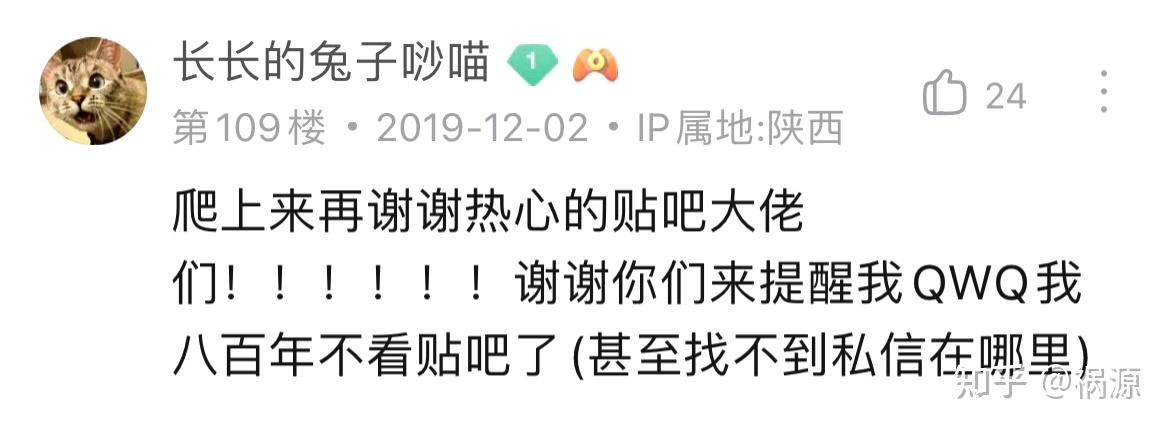 长长的兔子唦喵 1
24
第109楼 • 2019-12-02 • IP属地:陕西
爬上来再谢谢热心的贴吧大佬
们！！！！！！谢谢你们来提醒我QWQ我
八百年不看贴吧了(甚至找不到私信在哪里)
知乎 @祸源